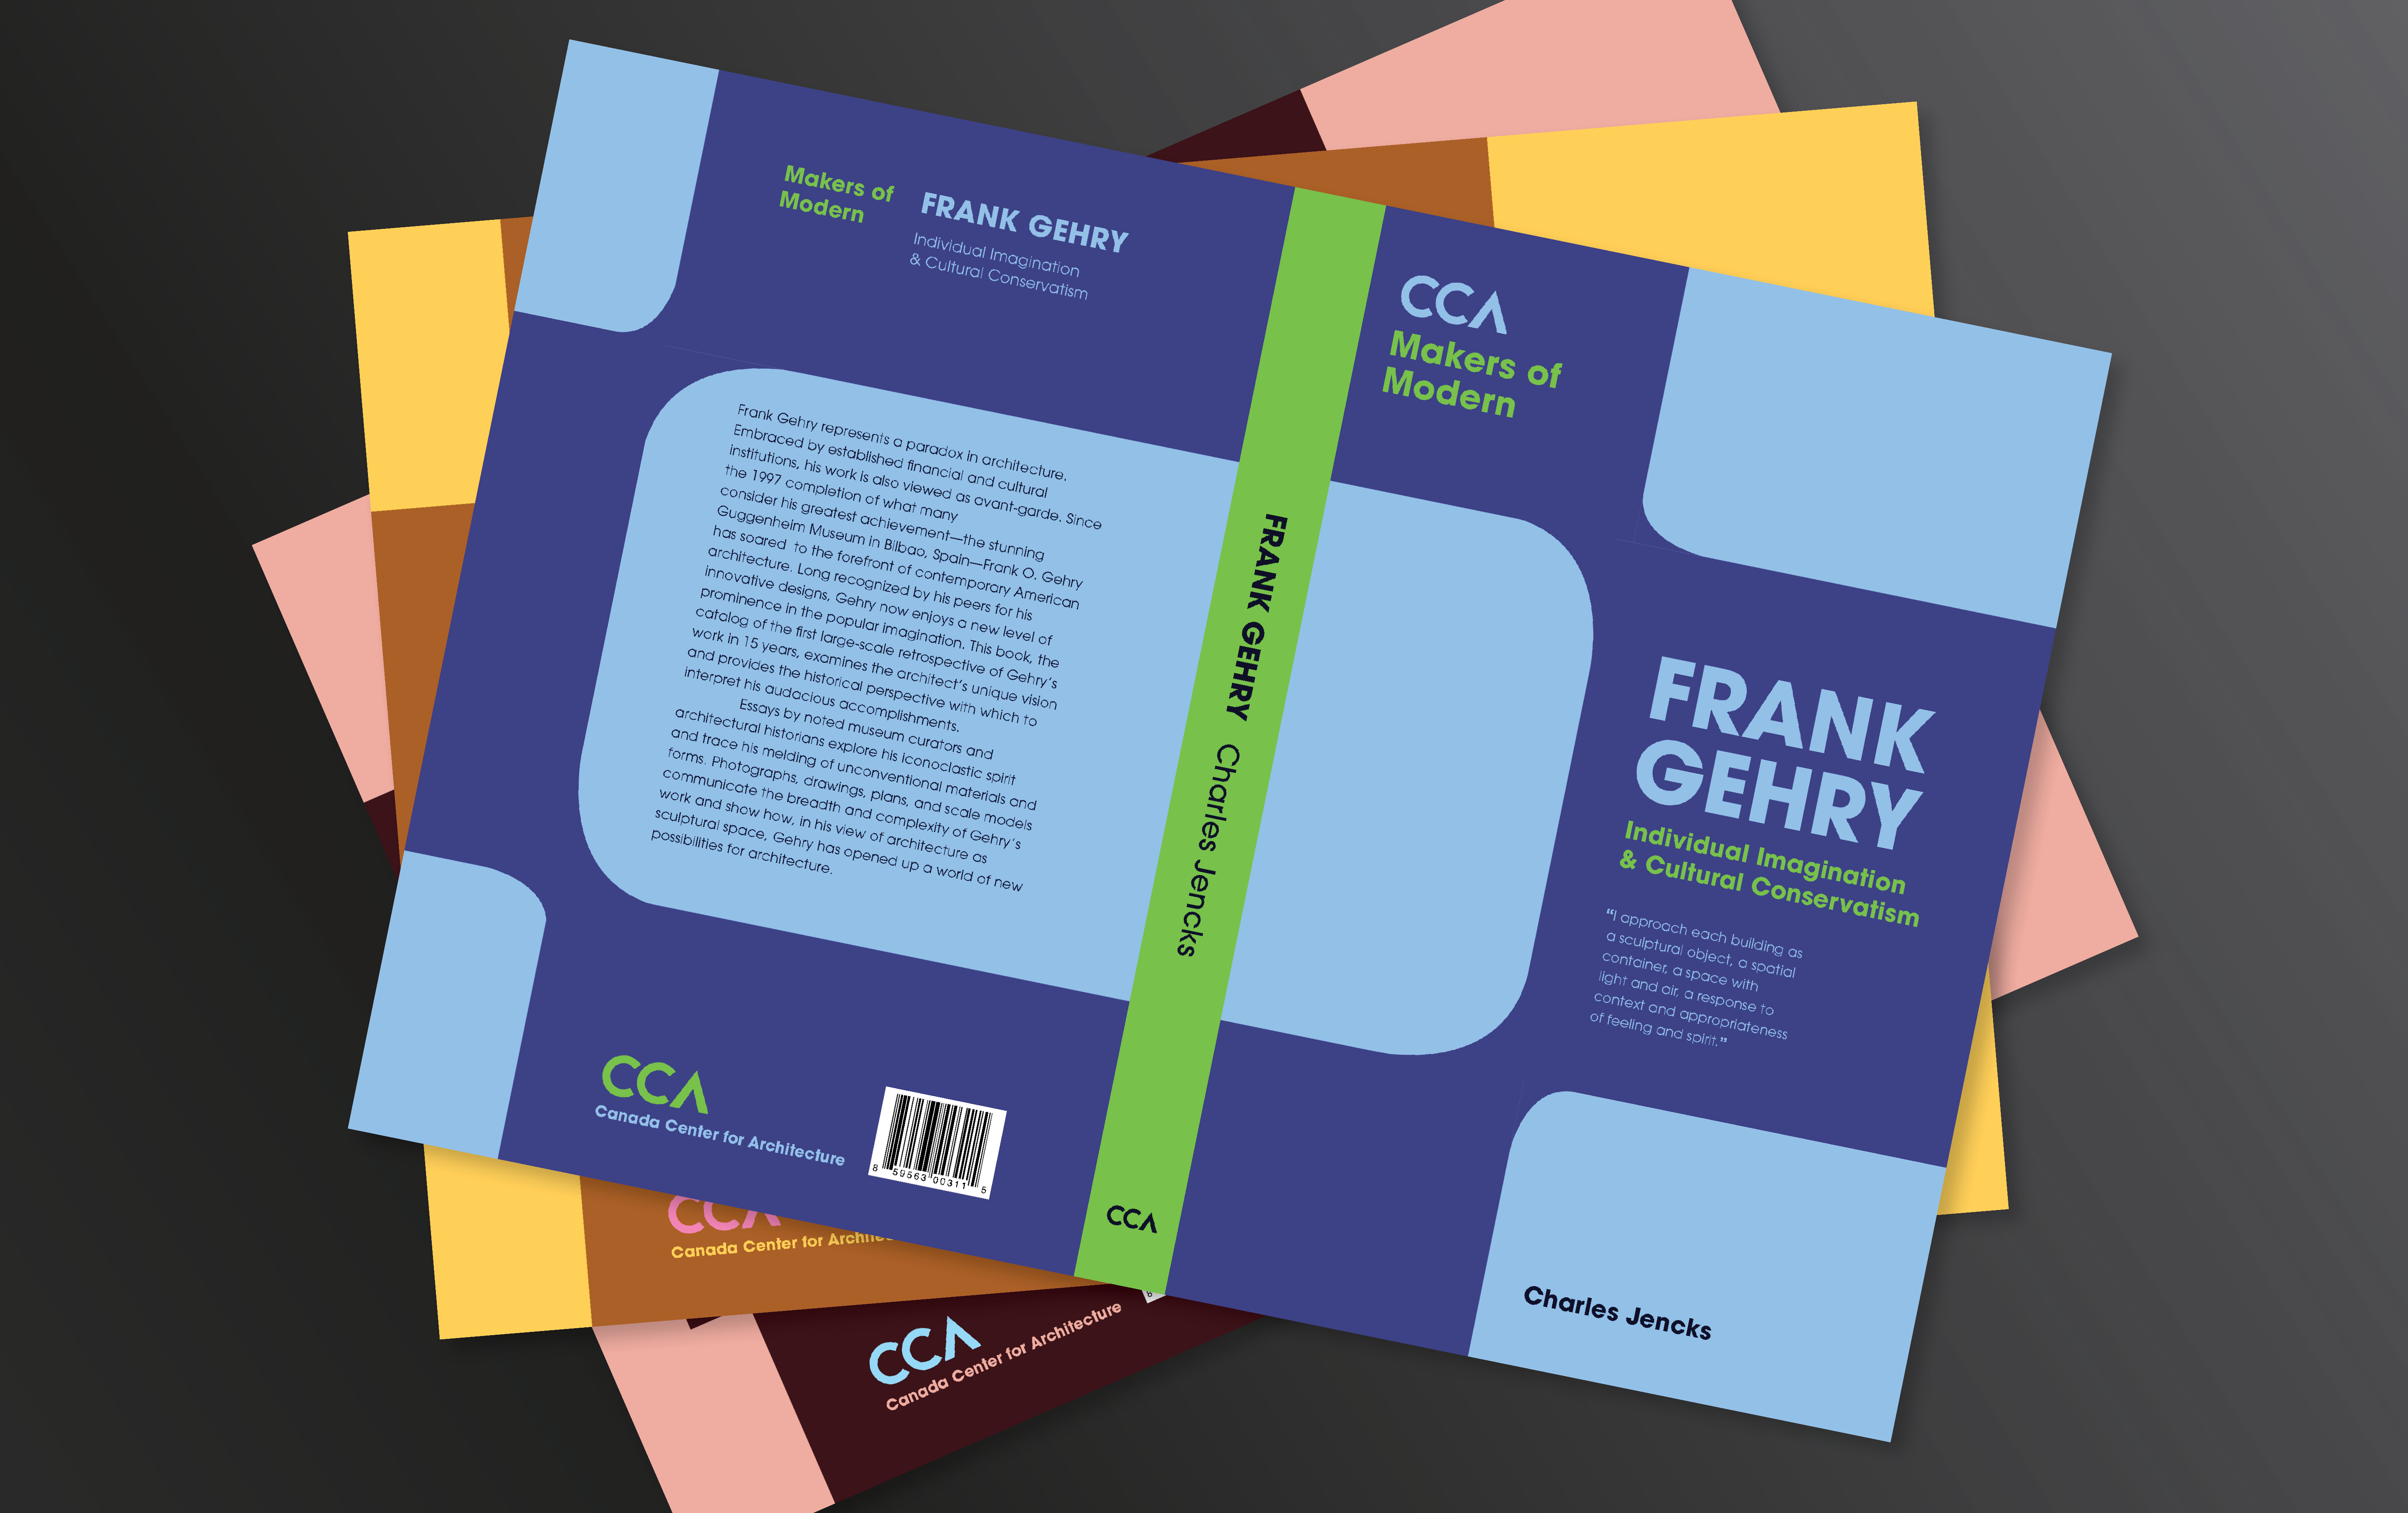 Makers of
Modern
FRANK GEHRY
Individual Imagination
& Cultural Conservatism
Frank Gehry represents a paradox in architecture.
Embraced by established financial and cultural
institutions, his work is also viewed as avant-garde. Since
the 1997 completion of what many
consider his greatest achievement—the stunning
Guggenheim Museum in Bilbao, Spain—Frank O. Gehry
has soared to the forefront of contemporary American
architecture. Long recognized by his peers for his
innovative designs, Gehry now enjoys a new level of
prominence in the popular imagination. This book, the
catalog of the first large-scale retrospective of Gehry's
work in 15 years, examines the architect's unique vision
and provides the historical perspective with which to
interpret his audacious accomplishments.
Essays by noted museum curators and
architectural historians explore his iconoclastic spirit
and trace his melding of unconventional materials and
forms. Photographs, drawings, plans, and scale models
communicate the breadth and complexity of Gehry's
work and show how, in his view of architecture as
sculptural space, Gehry has opened up a world of new
possibilities for architecture.
CCA
Canada Center for Architecture
8 59563 00311 5
FRANK GEHRY Charles Jencks
CCA
CCA
Makers of
Modern
FRANK
GEHRY
Individual Imagination
& Cultural Conservatism
“I approach each building as
a sculptural object, a spatial
container, a space with
light and air, a response to
context and appropriateness
of feeling and spirit.”
Charles Jencks
CCA
Canada Center for
CCA
Canada Center for Architecture
8